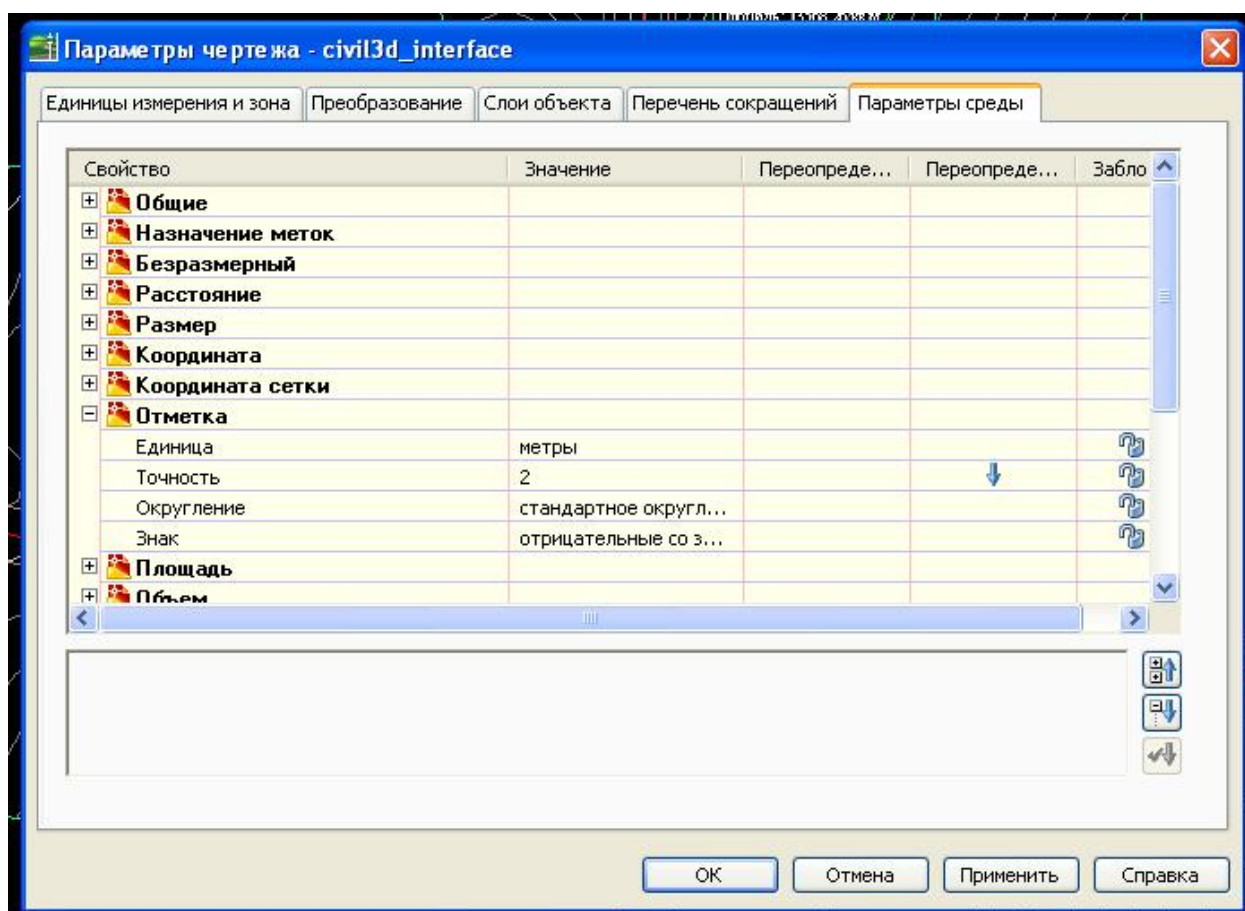 Параметры чертежа - civil3d_interface
Единицы измерения и зона Преобразование Слои объекта Перечень сокращений Параметры среды
Свойство Значение Переопреде... Переопреде... Забло
Общие
Назначение меток
Безразмерный
Расстояние
Размер
Координата
Координата сетки
Отметка
Единица метры
Точность 2
Округление стандартное округл...
Знак отрицательные со з...
Площадь
Объем
ОК Отмена Применить Справка